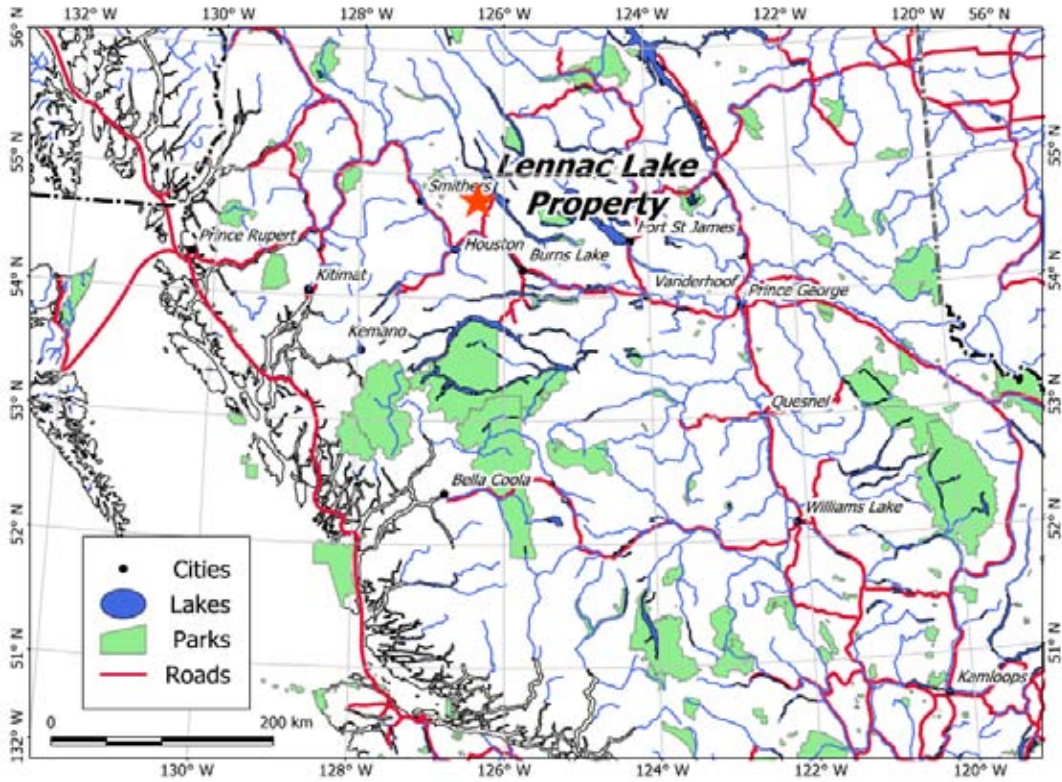 132° W 130° W 128° W 126° W 124° W 122° W 120° W 56° N
56° N
55° N
55° N
Lennac Lake
Smithers
Property
Prince Rupert
Fort St James
Houston
Burns Lake
54° N
Kitimat
Vanderhoof
Prince George
54° N
Kemano
53° N
Quesnel
53° N
Bella Coola
Williams Lake
52° N
52° N
Cities
Lakes
Parks
Roads
51° N
51° N
Kamloops
0 200 km
132° W
130° W 128° W 126° W 124° W 122° W 120° W